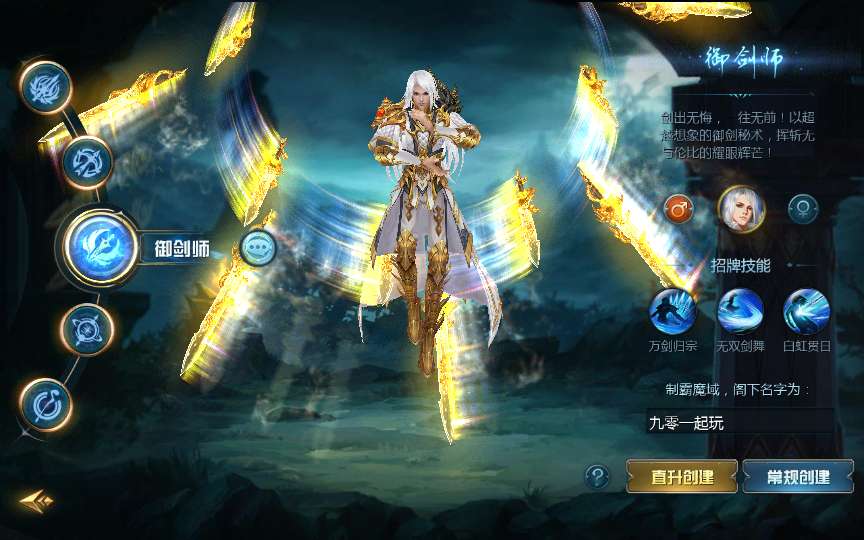 御剑师
剑出无悔，一往无前！以超
越想象的御剑秘术，挥斩无
与伦比的耀眼辉芒！
御剑师
招牌技能
万剑归宗
无双剑舞
白虹贯日
制霸魔域，阁下名字为：
九零一起玩
?
直升创建
常规创建